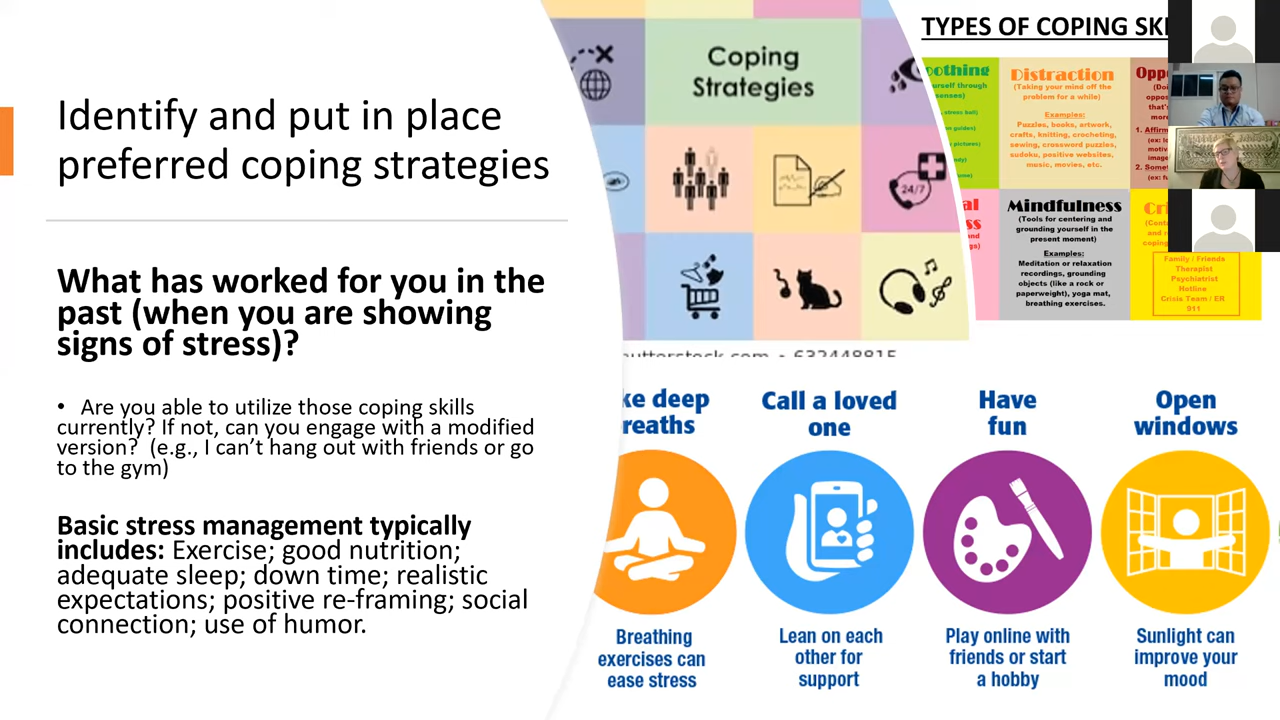 Identify and put in place
preferred coping strategies
What has worked for you in the
past (when you are showing
signs of stress)?
• Are you able to utilize those coping skills
currently? If not, can you engage with a modified
version? (e.g., I can't hang out with friends or go
to the gym)
Basic stress management typically
includes: Exercise; good nutrition;
adequate sleep; down time; realistic
expectations; positive re-framing; social
connection; use of humor.
Coping
Strategies
24/7
632448815
TYPES OF COPING
Distraction
(Taking your mind off the
problem for a while)
Examples:
Puzzles, books, artwork,
crafts, knitting, crocheting,
sewing, crossword puzzles,
sudoku, positive websites,
music, movies, etc.
Mindfulness
(Tools for centering and
grounding yourself in the
present moment)
Examples:
Meditation or relaxation
recordings, grounding
objects (like a rock or
paperweight), yoga mat,
breathing exercises.
Family / Friends
Therapist
Psychiatrist
Hotline
Crisis Team / ER
911
deep
Breathing
exercises can
ease stress
Call a loved
one
Lean on each
other for
support
Have
fun
Play online with
friends or start
a hobby
Open
windows
Sunlight can
improve your
mood